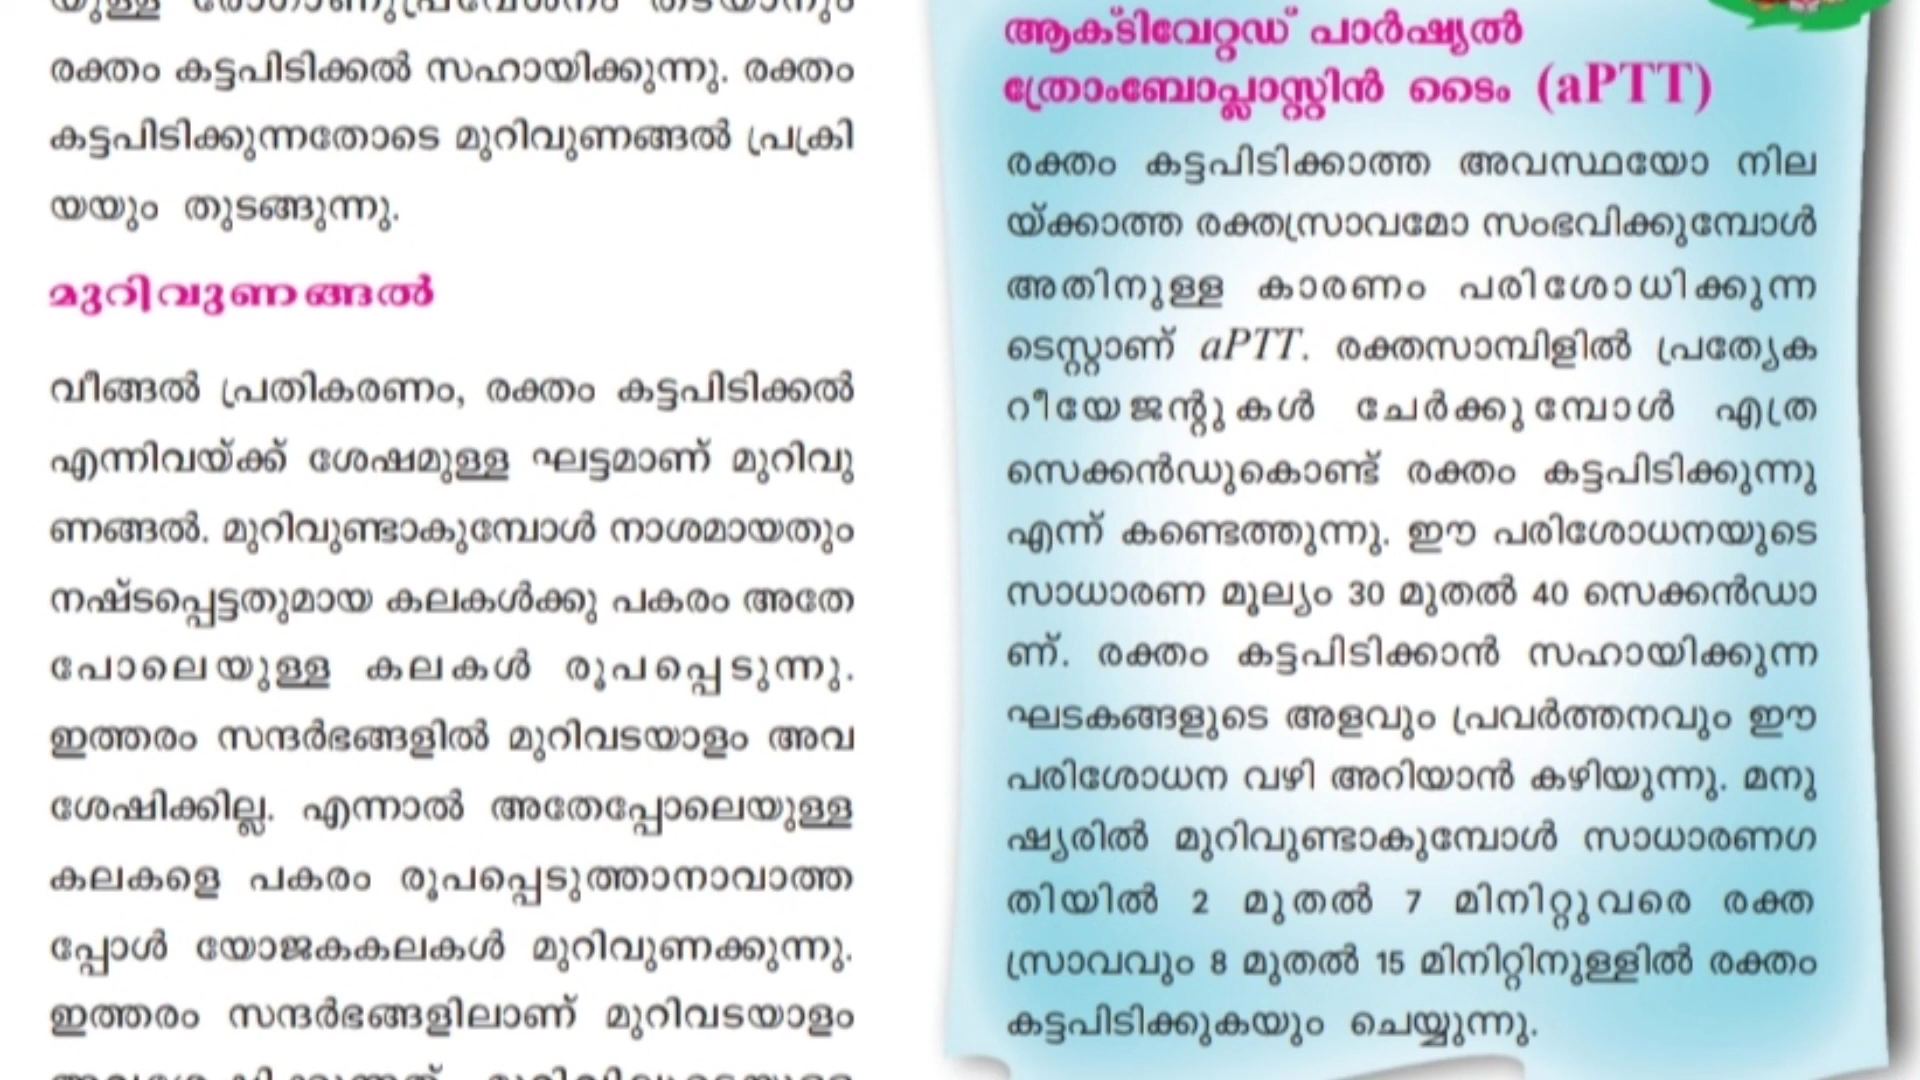 രക്തം കട്ടപിടിക്കൽ സഹായിക്കുന്നു. രക്തം
കട്ടപിടിക്കുന്നതോടെ മുറിവുണങ്ങൽ പ്രക്രി
യയും തുടങ്ങുന്നു.
മുറിവുണങ്ങൽ
വീങ്ങൽ പ്രതികരണം, രക്തം കട്ടപിടിക്കൽ
എന്നിവയ്ക്ക് ശേഷമുള്ള ഘട്ടമാണ് മുറിവു
ണങ്ങൽ. മുറിവുണ്ടാകുമ്പോൾ നാശമായതും
നഷ്ടപ്പെട്ടതുമായ കലകൾക്കു പകരം അതേ
പോലെയുള്ള കലകൾ രൂപപ്പെടുന്നു.
ഇത്തരം സന്ദർഭങ്ങളിൽ മുറിവടയാളം അവ
ശേഷിക്കില്ല. എന്നാൽ അതേപ്പോലെയുള്ള
കലകളെ പകരം രൂപപ്പെടുത്താനാവാത്ത
പ്പോൾ യോജകകലകൾ മുറിവുണക്കുന്നു.
ഇത്തരം സന്ദർഭങ്ങളിലാണ് മുറിവടയാളം
ആക്ടിവേറ്റഡ് പാർഷ്യൽ
ത്രോംബോപ്ലാസ്റ്റിൻ ടൈം (aPTT)
രക്തം കട്ടപിടിക്കാത്ത അവസ്ഥയോ നില
യ്ക്കാത്ത രക്തസ്രാവമോ സംഭവിക്കുമ്പോൾ
അതിനുള്ള കാരണം പരിശോധിക്കുന്ന
ടെസ്റ്റാണ് aPTT. രക്തസാമ്പിളിൽ പ്രത്യേക
റീയേജന്റുകൾ ചേർക്കുമ്പോൾ എത്ര
സെക്കൻഡുകൊണ്ട് രക്തം കട്ടപിടിക്കുന്നു
എന്ന് കണ്ടെത്തുന്നു. ഈ പരിശോധനയുടെ
സാധാരണ മൂല്യം 30 മുതൽ 40 സെക്കൻഡാ
ണ്. രക്തം കട്ടപിടിക്കാൻ സഹായിക്കുന്ന
ഘടകങ്ങളുടെ അളവും പ്രവർത്തനവും ഈ
പരിശോധന വഴി അറിയാൻ കഴിയുന്നു. മനു
ഷ്യരിൽ മുറിവുണ്ടാകുമ്പോൾ സാധാരണഗ
തിയിൽ 2 മുതൽ 7 മിനിറ്റുവരെ രക്ത
സ്രാവവും 8 മുതൽ 15 മിനിറ്റിനുള്ളിൽ രക്തം
കട്ടപിടിക്കുകയും ചെയ്യുന്നു.